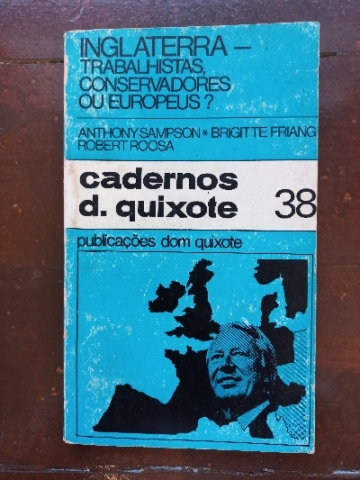 INGLATERRA —
TRABALHISTAS,
CONSERVADORES
OU EUROPEUS?
ANTHONY SAMPSON * BRIGITTE FRIANG
ROBERT ROOSA
cadernos
d. quixote 38
publicações dom quixote